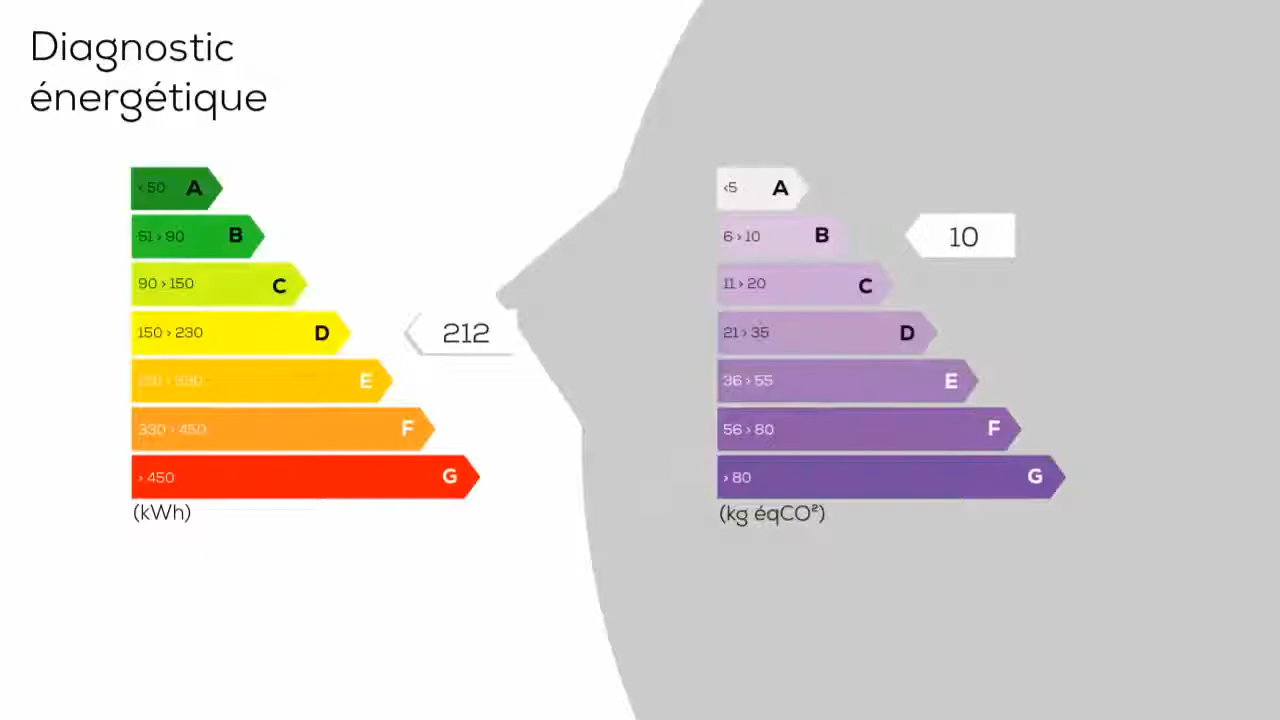 Diagnostic
énergétique
< 50 A
51 > 90 B
90 > 150 C
150 > 230 D
212
E
330 > 450 F
> 450 G
(kWh)
<5 A
6 > 10 B
10
11 > 20 C
21 > 35 D
36 > 55 E
56 > 80 F
> 80 G
(kg éqCO²)